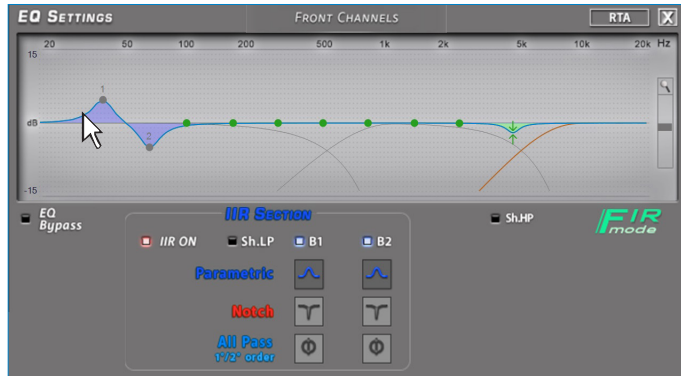 EQ Settings
Front Channels
RTA X
20 50 100 200 500 1k 2k 5k 10k 20k Hz
15
1
dB
2
-15
EQ Bypass
IIR Section
Sh.HP
FIR mode
IIR ON Sh.LP B1 B2
Parametric
Notch
All Pass
1°/2° order